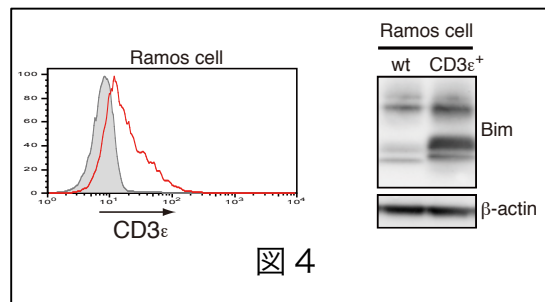 Ramos cell
100
80
60
40
20
0
10⁰ 10¹ 10² 10³ 10⁴
CD3ε
Ramos cell
wt CD3ε⁺
Bim
β-actin
図 4